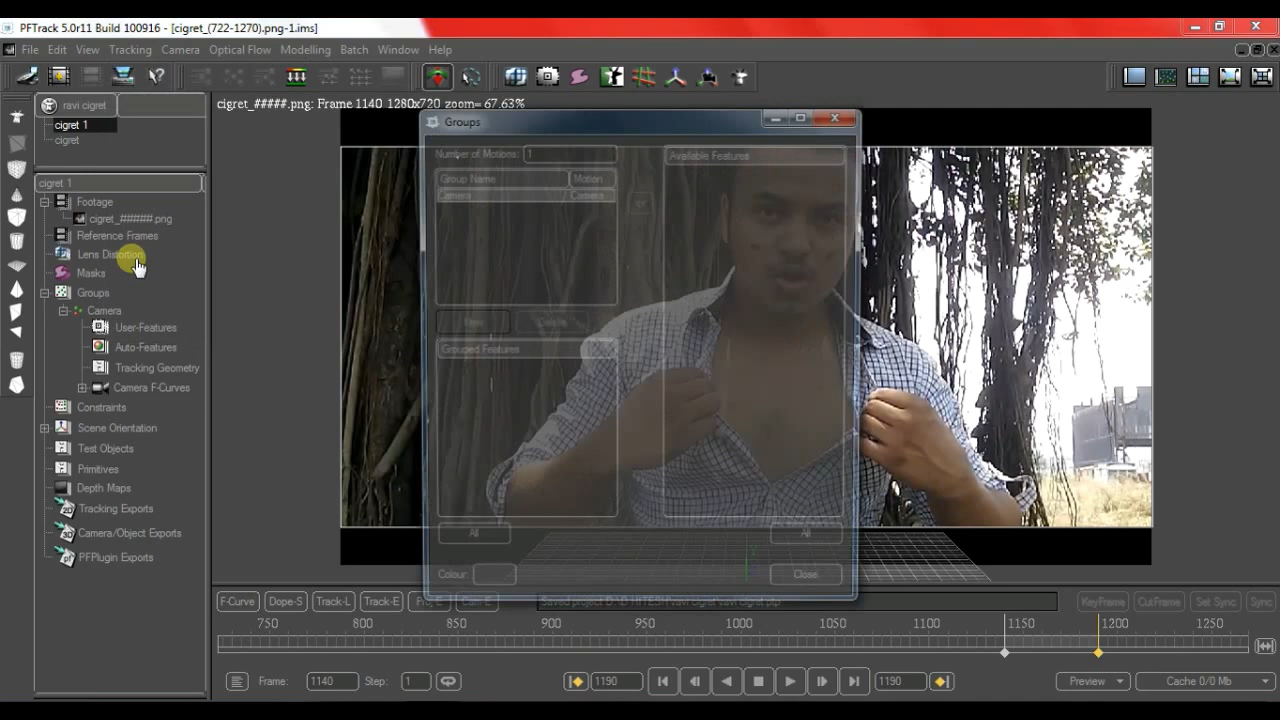 PFTrack 5.0r11 Build 100916 - [cigret_(722-1270).png-1.ims]
File Edit View Tracking Camera Optical Flow Modelling Batch Window Help
ravi cigret
cigret_#####.png: Frame 1140 1280x720 zoom= 67.63%
cigret 1
cigret
Groups
Number of Motions: 1
Available Features
Group Name Motion
Camera Camera
cigret 1
Footage
cigret_######.png
Reference Frames
Lens Distortion
Masks
Groups
Camera
User-Features
Auto-Features
Tracking Geometry
Camera F-Curves
Constraints
Scene Orientation
Test Objects
Primitives
Depth Maps
Tracking Exports
Camera/Object Exports
PFPlugin Exports
New Delete
Grouped Features
All All
Colour: Close
F-Curve Dope-S Track-L Track-E Proj E Cam E Saved project KeyFrame CutFrame Set Sync Sync
750 800 850 900 950 1000 1050 1100 1150 1200 1250
Frame: 1140 Step: 1 1190 1190 Preview Cache 0/0 Mb